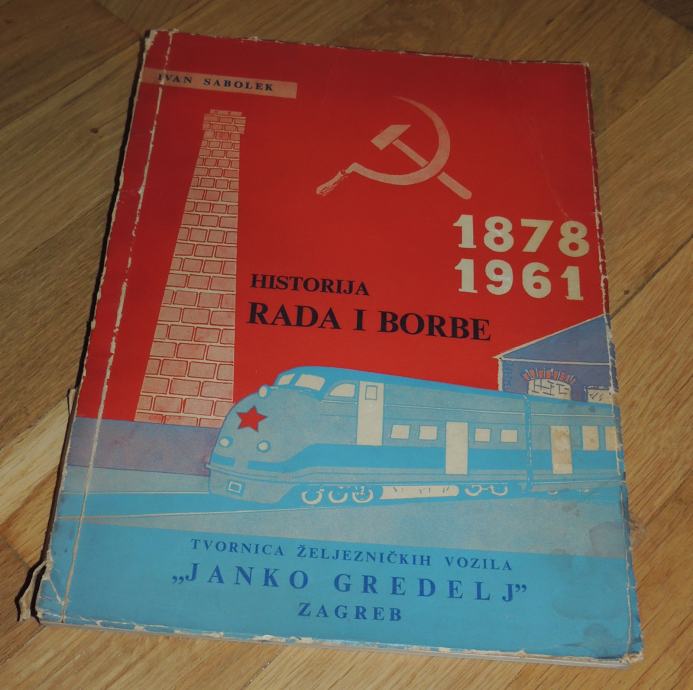 IVAN SABOLEK
1878
1961
HISTORIJA
RADA I BORBE
TVORNICA ŽELJEZNIČKIH VOZILA
„JANKO GREDELJ”
ZAGREB